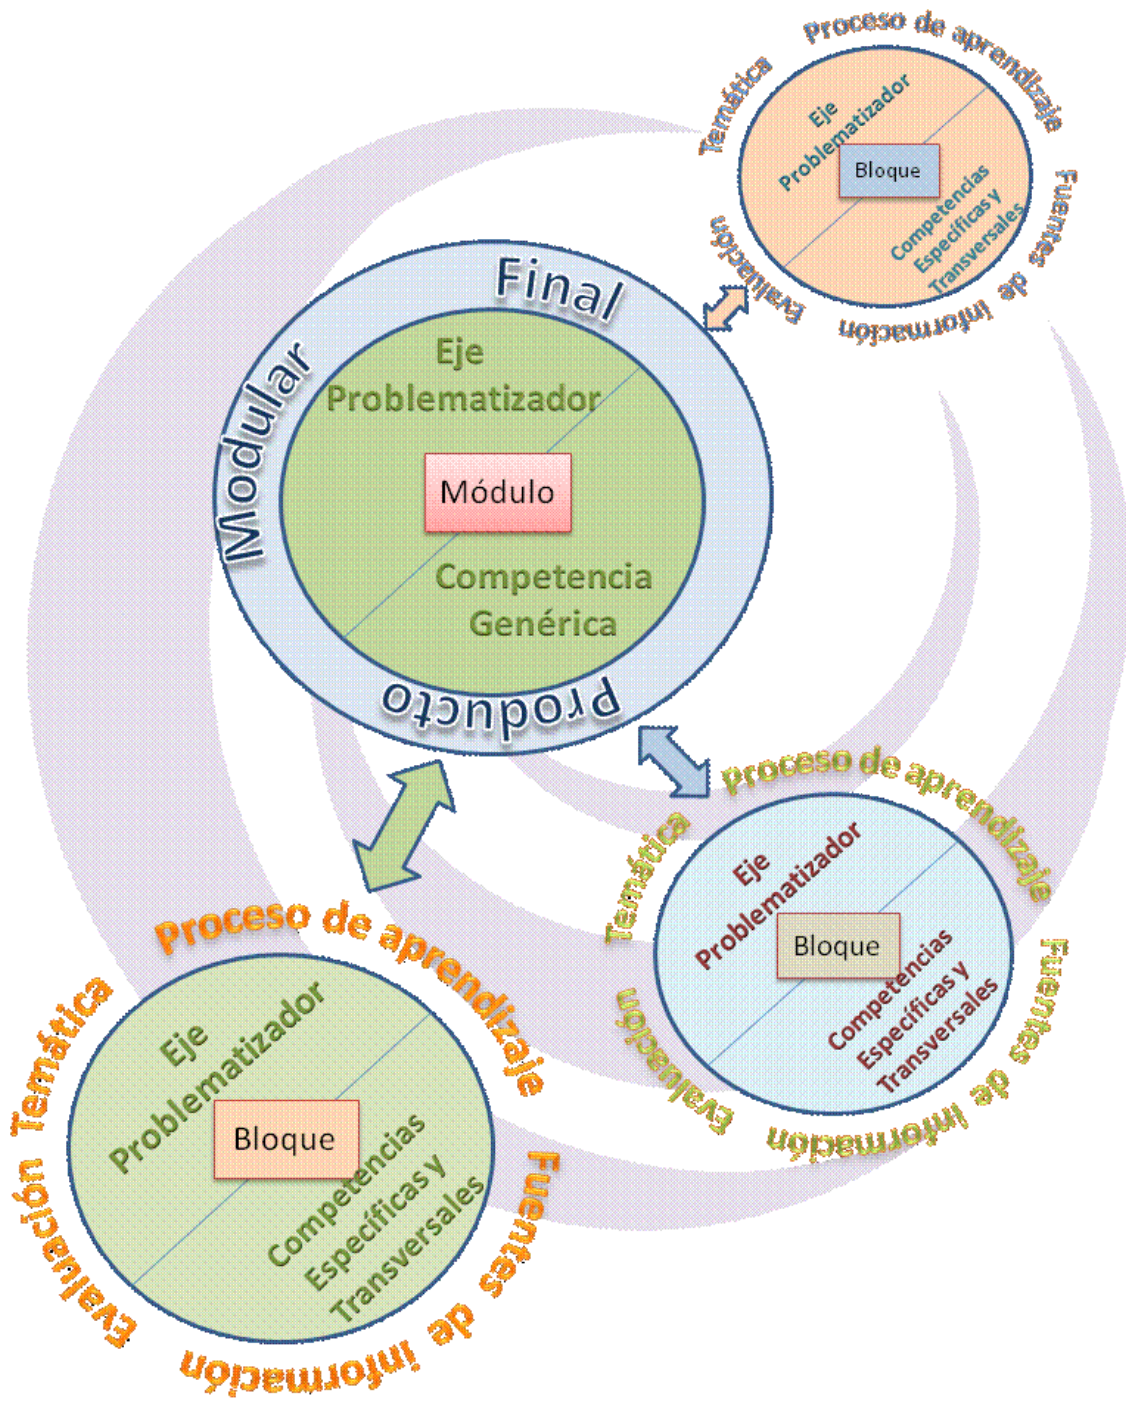 Proceso de aprendizaje
Temática
Eje
Problematizador
Bloque
Competencias
Específicas y
Transversales
Fuentes de información
Evaluación
Producto
Modular
Final
Eje
Problematizador
Módulo
Competencia
Genérica
Proceso de aprendizaje
Temática
Eje
Problematizador
Bloque
Competencias
Específicas y
Transversales
Fuentes de información
Evaluación
Proceso de aprendizaje
Temática
Eje
Problematizador
Bloque
Competencias
Específicas y
Transversales
Fuentes de información
Evaluación